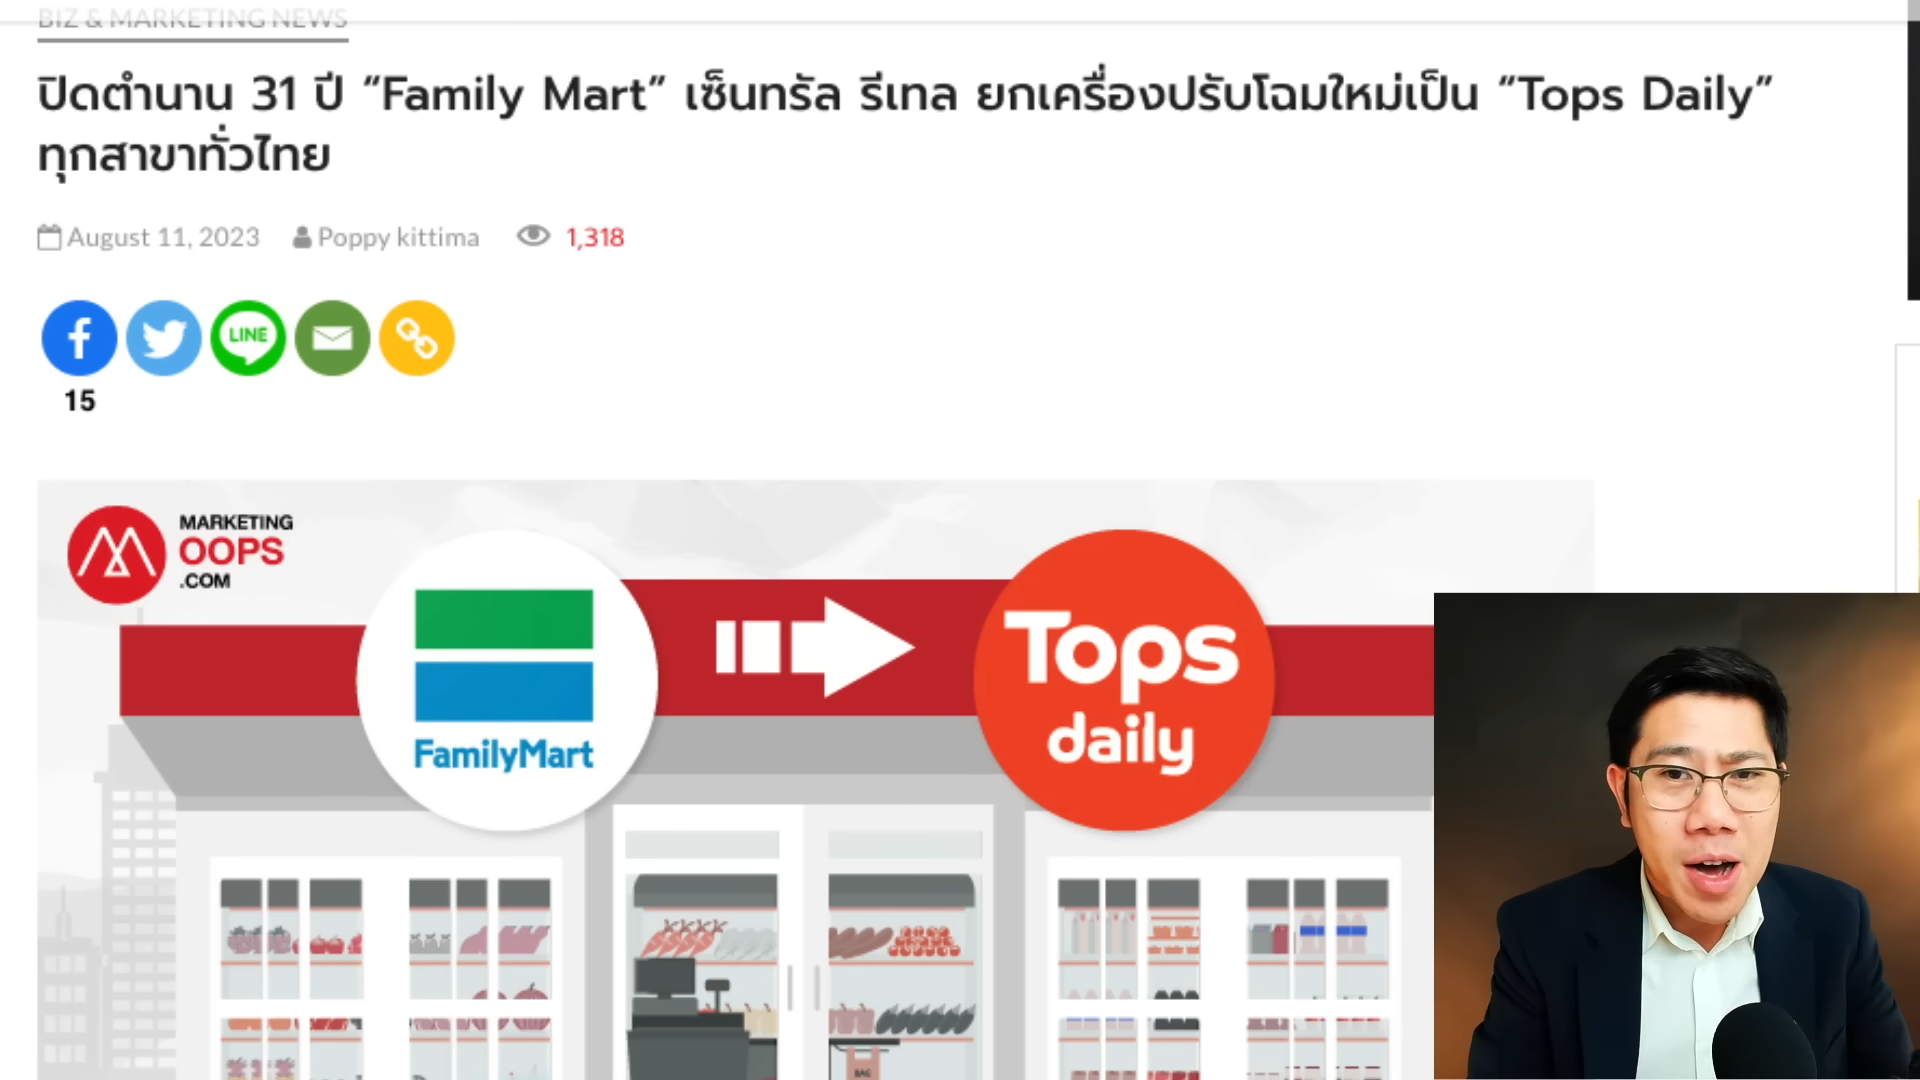 BIZ & MARKETING NEWS
ปิดตำนาน 31 ปี “Family Mart” เซ็นทรัล รีเทล ยกเครื่องปรับโฉมใหม่เป็น “Tops Daily”
ทุกสาขาทั่วไทย
August 11, 2023 Poppy kittima 1,318
LINE
15
MARKETING
OOPS
.COM
FamilyMart
Tops
daily
BAG